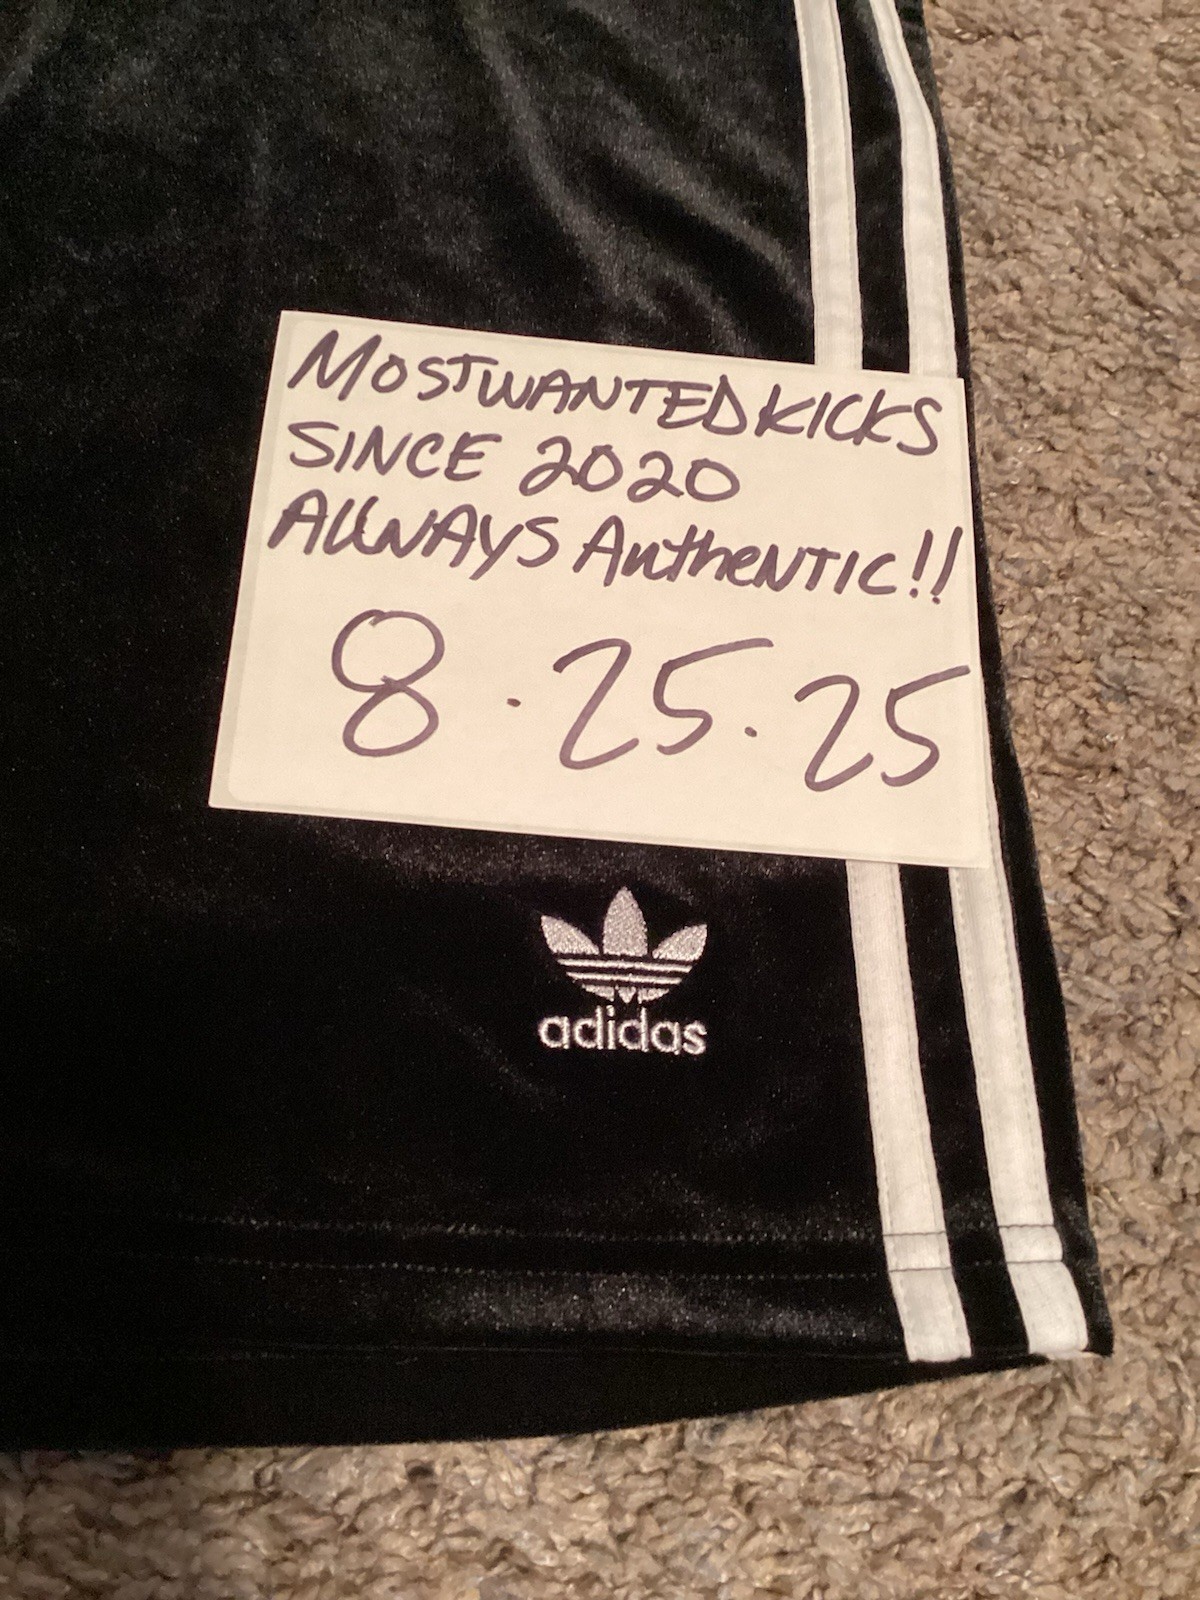 MOSTWANTEDKICKS
SINCE 2020
AllWAYS AuthENTIC!!
8.25.25
adidas